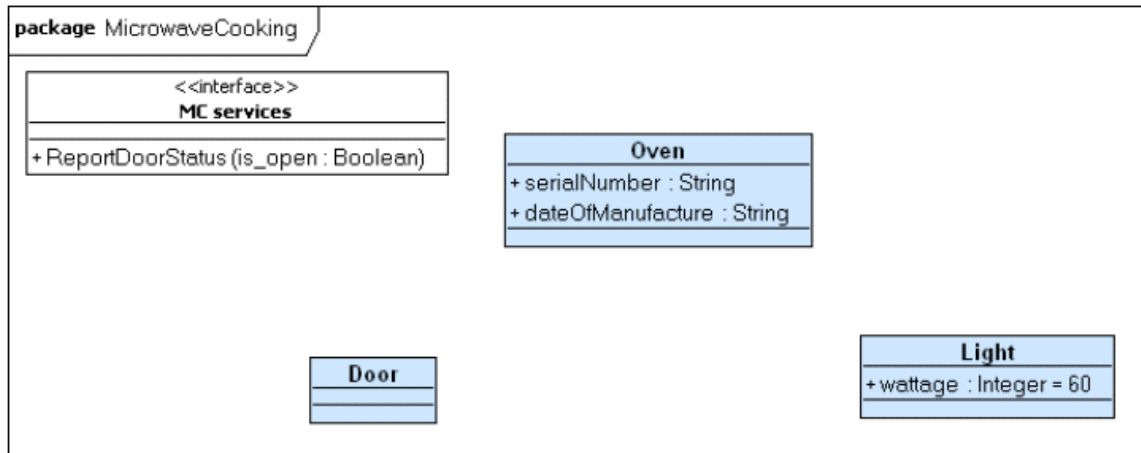 package MicrowaveCooking
<<interface>>
MC services
+ ReportDoorStatus (is_open : Boolean)
Oven
+ serialNumber : String
+ dateOfManufacture : String
Door
Light
+ wattage : Integer = 60